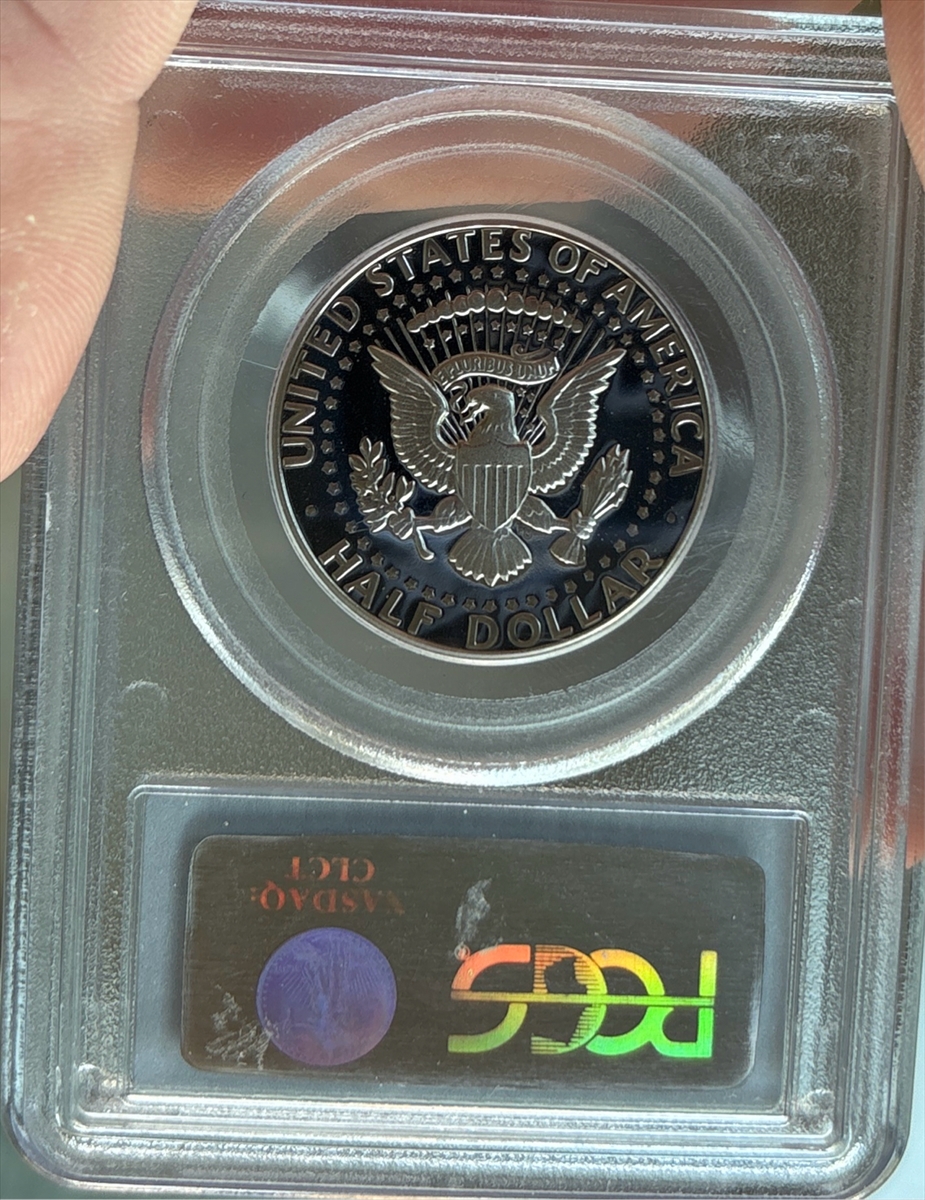 UNITED STATES OF AMERICA
E PLURIBUS UNUM
HALF DOLLAR
PCGS
®
NASDAQ:
CLCT